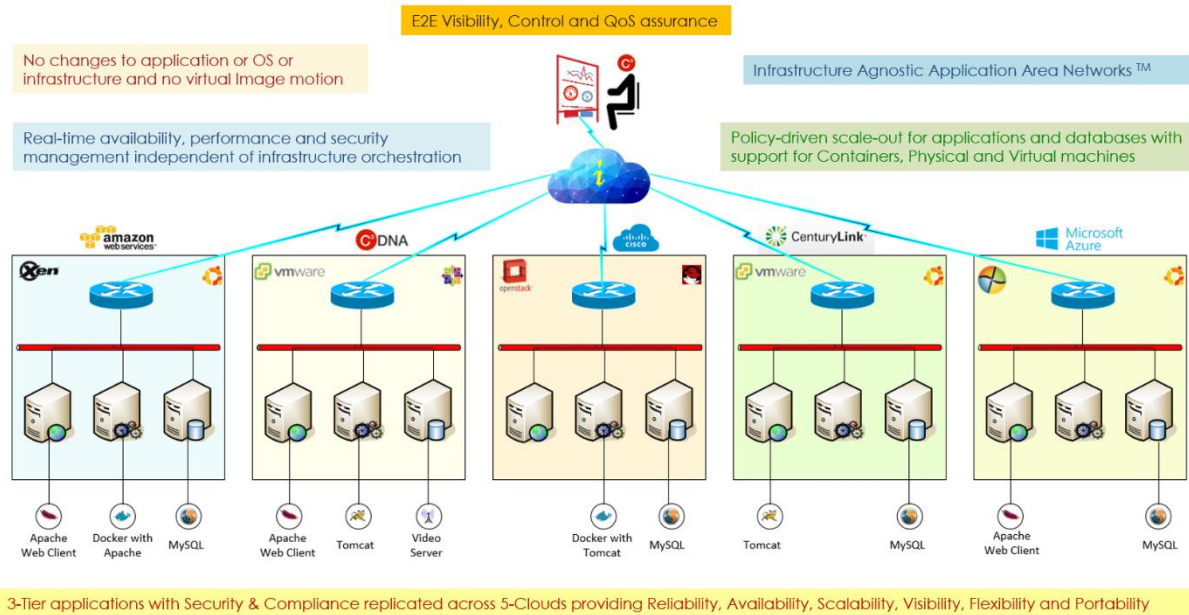 E2E Visibility, Control and QoS assurance
No changes to application or OS or
infrastructure and no virtual Image motion
Infrastructure Agnostic Application Area Networks TM
Real-time availability, performance and security
management independent of infrastructure orchestration
Policy-driven scale-out for applications and databases with
support for Containers, Physical and Virtual machines
C³
i
amazon
web services™
C³ DNA
CISCO
CenturyLink®
Microsoft
Azure
Xen
vmware
openstack
vmware
Apache
Web Client
Docker with
Apache
MySQL
Apache
Web Client
Tomcat
Video
Server
Docker with
Tomcat
MySQL
Tomcat
MySQL
Apache
Web Client
MySQL
3-Tier applications with Security & Compliance replicated across 5-Clouds providing Reliability, Availability, Scalability, Visibility, Flexibility and Portability